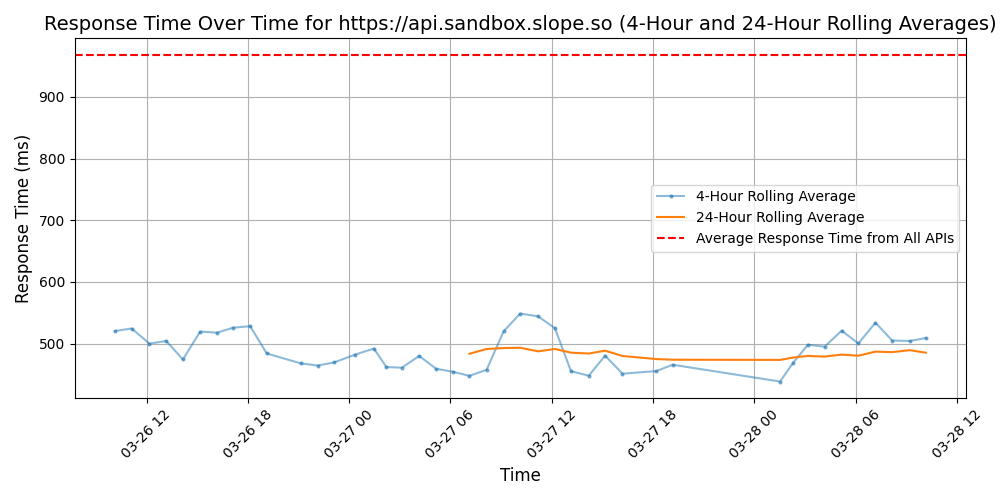 Response Time Over Time for https://api.sandbox.slope.so (4-Hour and 24-Hour Rolling Averages)
Response Time (ms)
900
800
700
600
500
4-Hour Rolling Average
24-Hour Rolling Average
Average Response Time from All APIs
03-26 12
03-26 18
03-27 00
03-27 06
03-27 12
03-27 18
03-28 00
03-28 06
03-28 12
Time